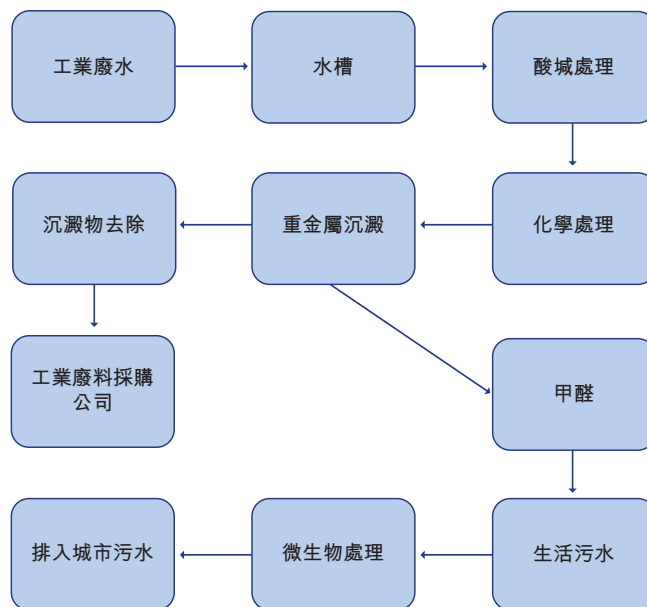 工業廢水
水槽
酸堿處理
沉澱物去除
重金屬沉澱
化學處理
工業廢料採購
公司
甲醛
排入城市污水
微生物處理
生活污水